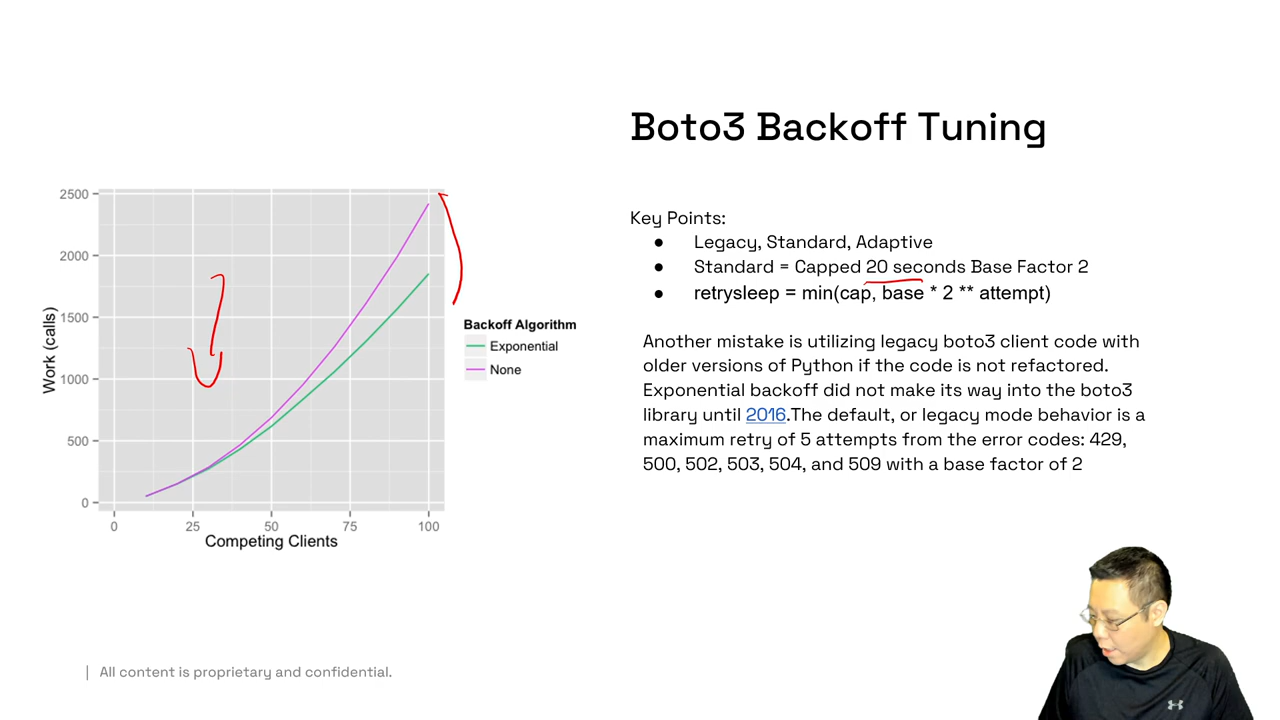 Boto3 Backoff Tuning
Key Points:
● Legacy, Standard, Adaptive
● Standard = Capped 20 seconds Base Factor 2
● retrysleep = min(cap, base * 2 ** attempt)
Another mistake is utilizing legacy boto3 client code with
older versions of Python if the code is not refactored.
Exponential backoff did not make its way into the boto3
library until 2016.The default, or legacy mode behavior is a
maximum retry of 5 attempts from the error codes: 429,
500, 502, 503, 504, and 509 with a base factor of 2
2500
2000
1500
1000
500
0
Work (calls)
0 25 50 75 100
Competing Clients
Backoff Algorithm
Exponential
None
| All content is proprietary and confidential.